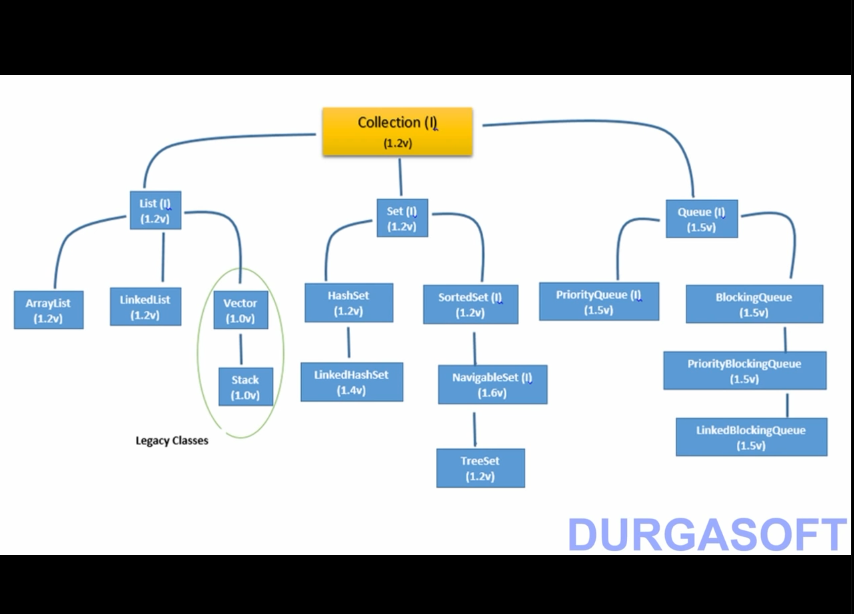 Collection (I)
(1.2v)
List (I)
(1.2v)
Set (I)
(1.2v)
Queue (I)
(1.5v)
ArrayList
(1.2v)
LinkedList
(1.2v)
Vector
(1.0v)
HashSet
(1.2v)
SortedSet (I)
(1.2v)
PriorityQueue (I)
(1.5v)
BlockingQueue
(1.5v)
Stack
(1.0v)
LinkedHashSet
(1.4v)
NavigableSet (I)
(1.6v)
PriorityBlockingQueue
(1.5v)
LinkedBlockingQueue
(1.5v)
Legacy Classes
TreeSet
(1.2v)
DURGASOFT